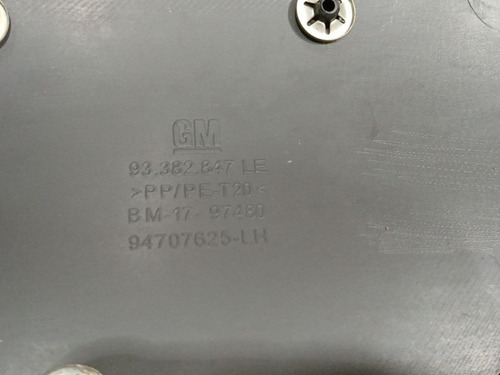 GM
93.382.847 LE
>PP/PE-T20<
BM-17- 97480
94707625-LH